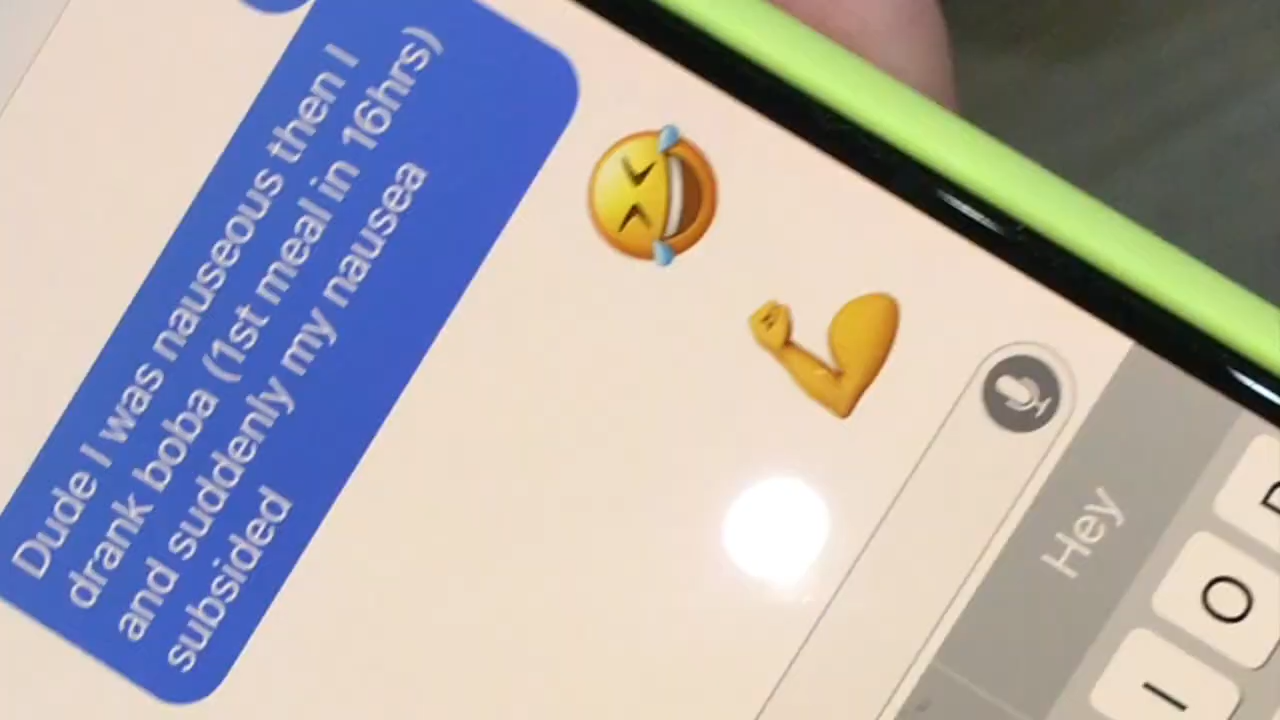 Dude I was nauseous then I
drank boba (1st meal in 16hrs)
and suddenly my nausea
subsided
Hey
I
O